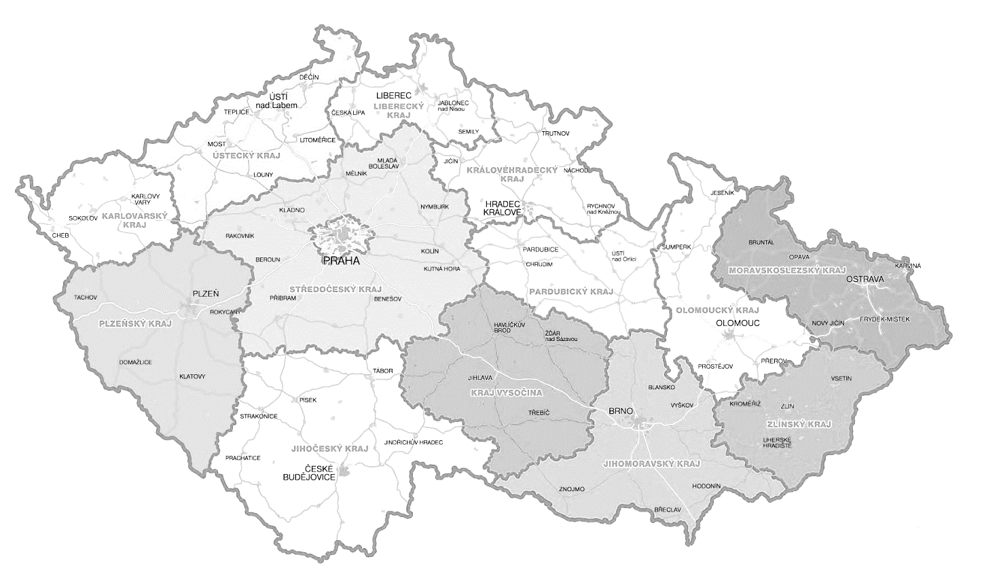 DĚČÍN
ÚSTÍ
nad Labem
TEPLICE
LITOMĚŘICE
MOST
ÚSTECKÝ KRAJ
LOUNY
LIBEREC
LIBERECKÝ
KRAJ
JABLONEC
nad Nisou
ČESKÁ LÍPA
SEMILY
TRUTNOV
JIČÍN
KRÁLOVÉHRADECKÝ
KRAJ
NÁCHOD
HRADEC
KRÁLOVÉ
RYCHNOV
nad Kněžnou
KARLOVY
VARY
SOKOLOV
KARLOVARSKÝ
KRAJ
CHEB
MLADÁ
BOLESLAV
MĚLNÍK
KLADNO
NYMBURK
RAKOVNÍK
PRAHA
BEROUN
KOLÍN
KUTNÁ HORA
STŘEDOČESKÝ KRAJ
PŘÍBRAM
BENEŠOV
PARDUBICE
CHRUDIM
ÚSTÍ
nad Orlicí
PARDUBICKÝ KRAJ
JESENÍK
ŠUMPERK
OLOMOUCKÝ KRAJ
OLOMOUC
PROSTĚJOV
PŘEROV
BRUNTÁL
OPAVA
KARVINÁ
MORAVSKOSLEZSKÝ KRAJ
OSTRAVA
NOVÝ JIČÍN
FRÝDEK-MÍSTEK
TACHOV
PLZEŇ
ROKYCANY
PLZEŇSKÝ KRAJ
DOMAŽLICE
KLATOVY
HAVLÍČKŮV
BROD
ŽĎÁR
nad Sázavou
JIHLAVA
KRAJ VYSOČINA
TŘEBÍČ
TÁBOR
PÍSEK
STRAKONICE
JIHOČESKÝ KRAJ
JINDŘICHŮV HRADEC
PRACHATICE
ČESKÉ
BUDĚJOVICE
BLANSKO
VYŠKOV
BRNO
JIHOMORAVSKÝ KRAJ
ZNOJMO
HODONÍN
BŘECLAV
VSETÍN
KROMĚŘÍŽ
ZLÍN
ZLÍNSKÝ KRAJ
UHERSKÉ
HRADIŠTĚ